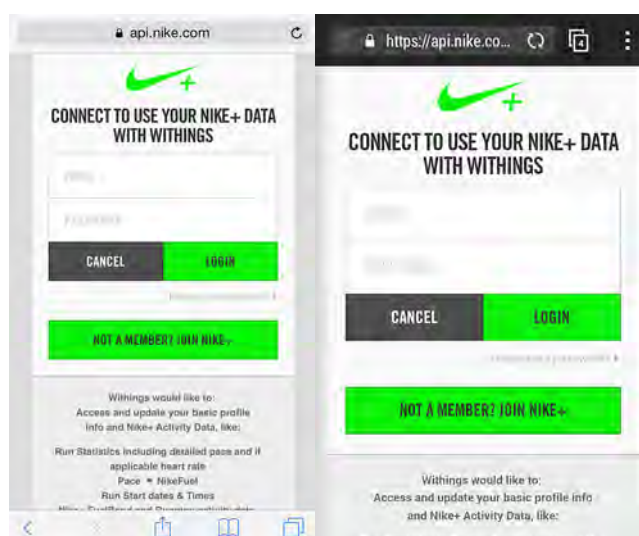 api.nike.com
CONNECT TO USE YOUR NIKE+ DATA
WITH WITHINGS
EMAIL
PASSWORD
CANCEL
LOGIN
NOT A MEMBER? JOIN NIKE+
Withings would like to:
Access and update your basic profile
info and Nike+ Activity Data, like:
Run Statistics including detailed pace and if
applicable heart rate
Pace • NikeFuel
Run Start dates & Times
https://api.nike.co...
4
CONNECT TO USE YOUR NIKE+ DATA
WITH WITHINGS
CANCEL
LOGIN
NOT A MEMBER? JOIN NIKE+
Withings would like to:
Access and update your basic profile info
and Nike+ Activity Data, like: